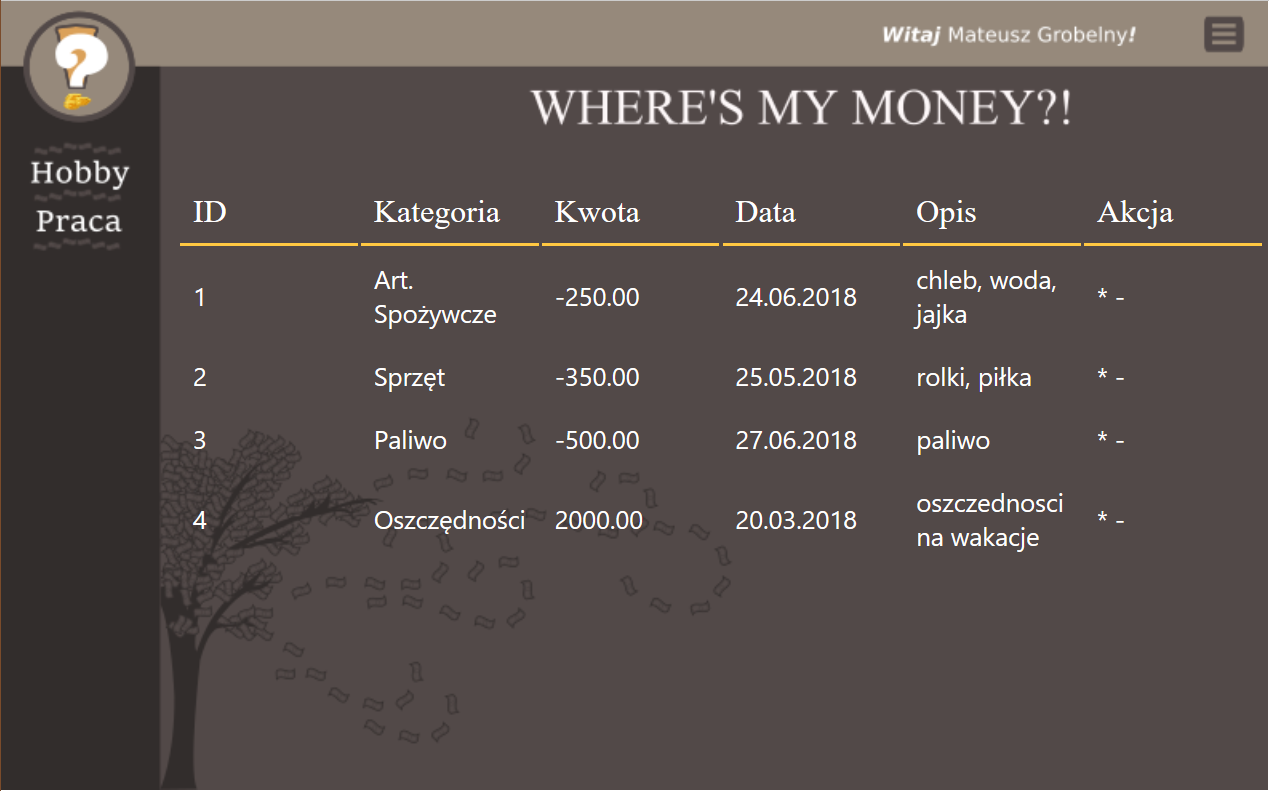 Witaj Mateusz Grobelny!
?
WHERE'S MY MONEY?!
Hobby
Praca
ID Kategoria Kwota Data Opis Akcja
1 Art. Spożywcze -250.00 24.06.2018 chleb, woda, jajka * -
2 Sprzęt -350.00 25.05.2018 rolki, piłka * -
3 Paliwo -500.00 27.06.2018 paliwo * -
4 Oszczędności 2000.00 20.03.2018 oszczednosci na wakacje * -